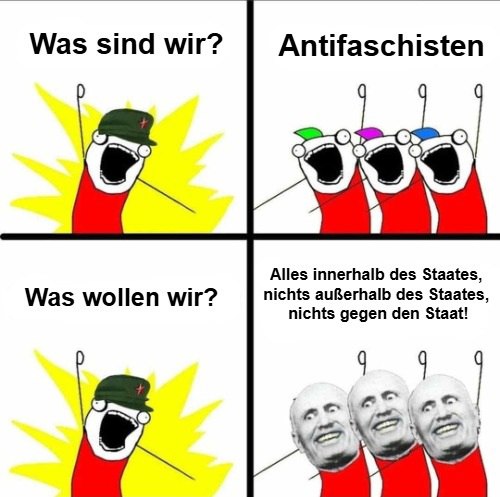 Was sind wir?
Antifaschisten
Was wollen wir?
Alles innerhalb des Staates,
nichts außerhalb des Staates,
nichts gegen den Staat!